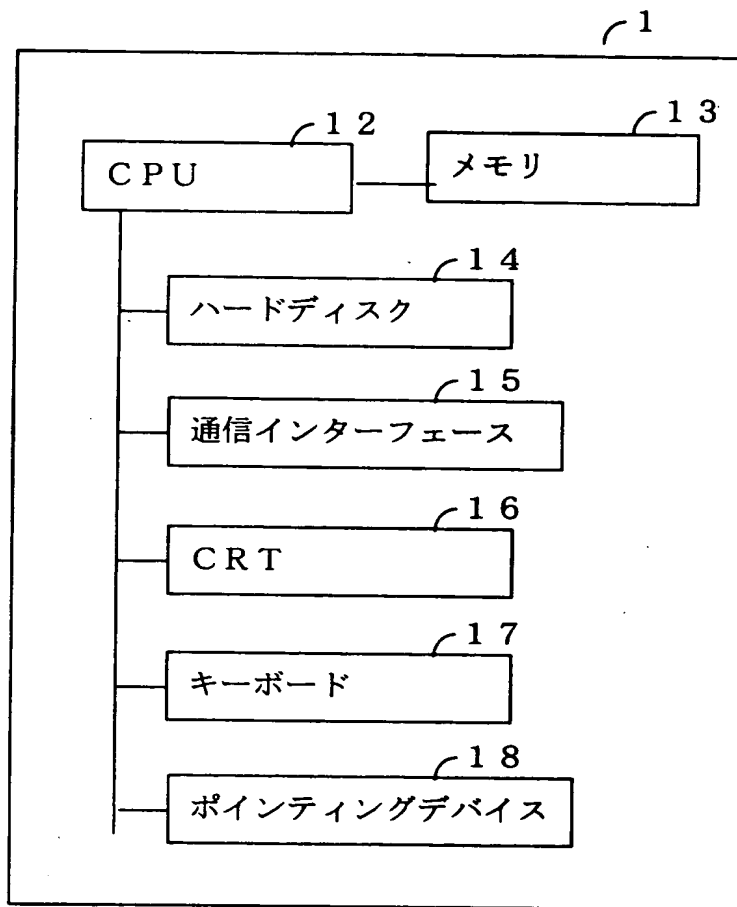 1
12
CPU
13
メモリ
14
ハードディスク
15
通信インターフェース
16
CRT
17
キーボード
18
ポインティングデバイス